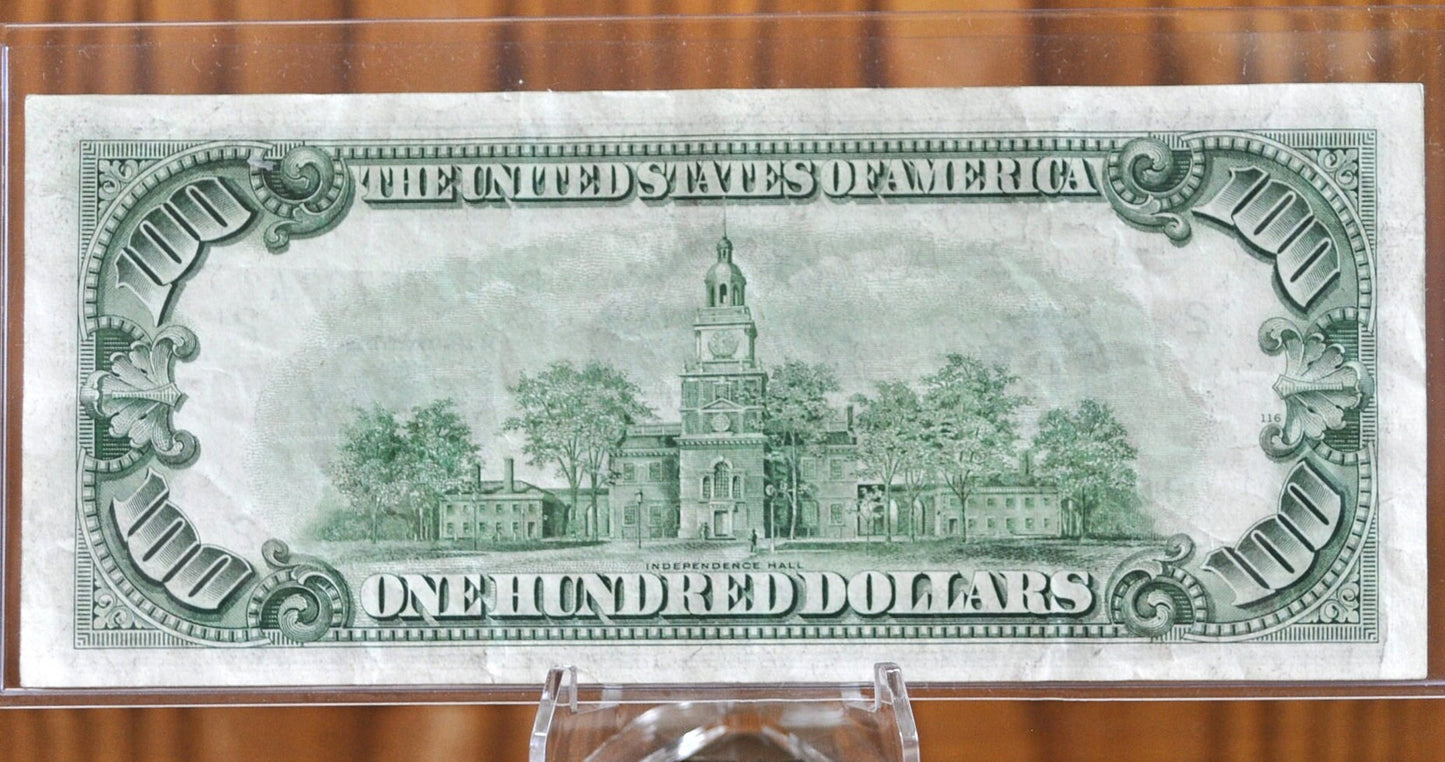 THE UNITED STATES OF AMERICA
100
100
116
100
100
INDEPENDENCE HALL
ONE HUNDRED DOLLARS